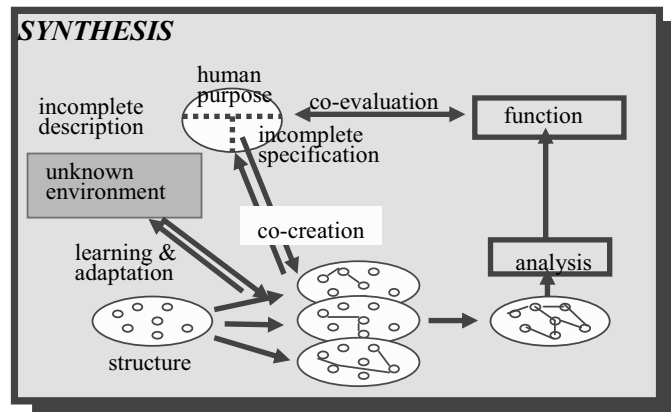 SYNTHESIS
human
purpose
co-evaluation
function
incomplete
description
incomplete
specification
unknown
environment
co-creation
learning &
adaptation
analysis
structure